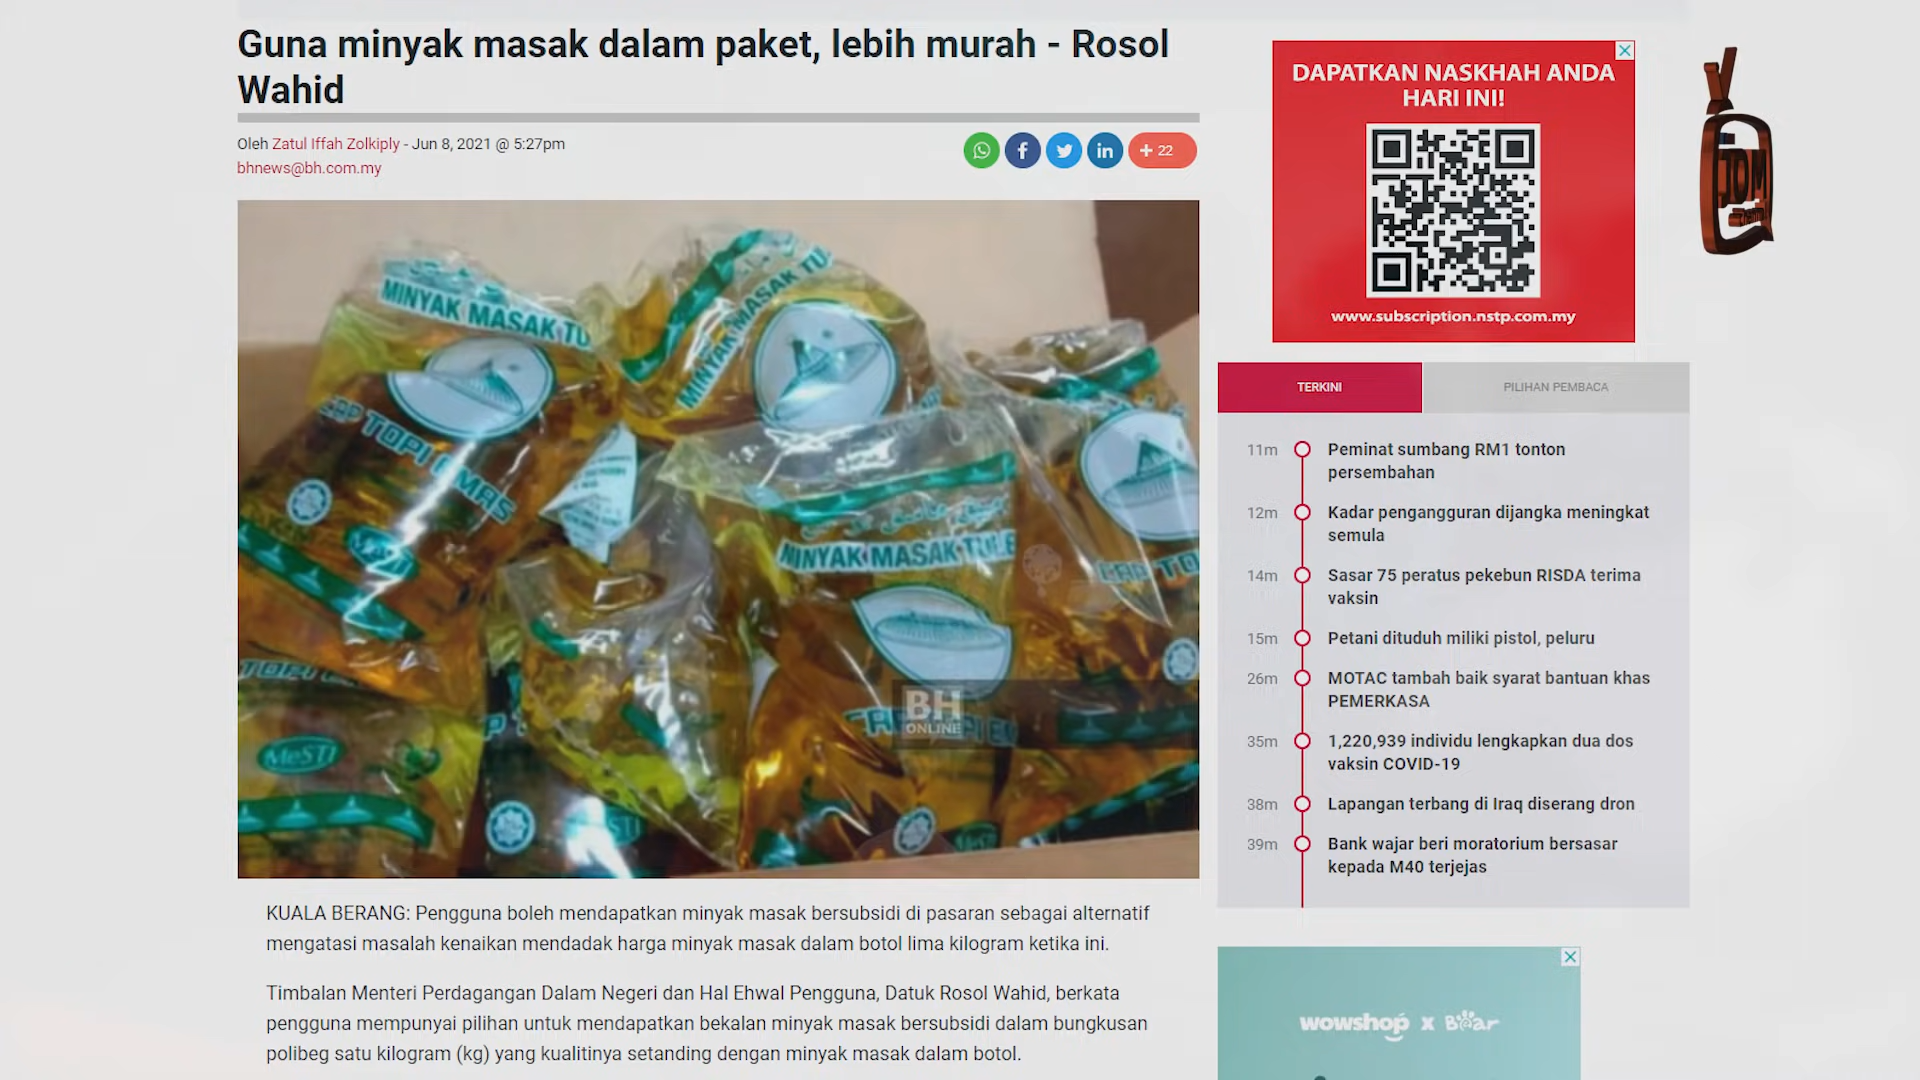 Guna minyak masak dalam paket, lebih murah - Rosol
Wahid
Oleh Zatul Iffah Zolkiply - Jun 8, 2021 @ 5:27pm
bhnews@bh.com.my
22
MINYAK MASAK TU
MINYAK MASAK TU
CAP TOPI EMAS
MINYAK MASAK TULE
CAP TO
TOPI
MeSTI
BH
ONLINE
KUALA BERANG: Pengguna boleh mendapatkan minyak masak bersubsidi di pasaran sebagai alternatif
mengatasi masalah kenaikan mendadak harga minyak masak dalam botol lima kilogram ketika ini.
Timbalan Menteri Perdagangan Dalam Negeri dan Hal Ehwal Pengguna, Datuk Rosol Wahid, berkata
pengguna mempunyai pilihan untuk mendapatkan bekalan minyak masak bersubsidi dalam bungkusan
polibeg satu kilogram (kg) yang kualitinya setanding dengan minyak masak dalam botol.
DAPATKAN NASKHAH ANDA
HARI INI!
www.subscription.nstp.com.my
JOM
TERKINI
PILIHAN PEMBACA
11m Peminat sumbang RM1 tonton
persembahan
12m Kadar pengangguran dijangka meningkat
semula
14m Sasar 75 peratus pekebun RISDA terima
vaksin
15m Petani dituduh miliki pistol, peluru
26m MOTAC tambah baik syarat bantuan khas
PEMERKASA
35m 1,220,939 individu lengkapkan dua dos
vaksin COVID-19
38m Lapangan terbang di Iraq diserang dron
39m Bank wajar beri moratorium bersasar
kepada M40 terjejas
wowshop x Bear